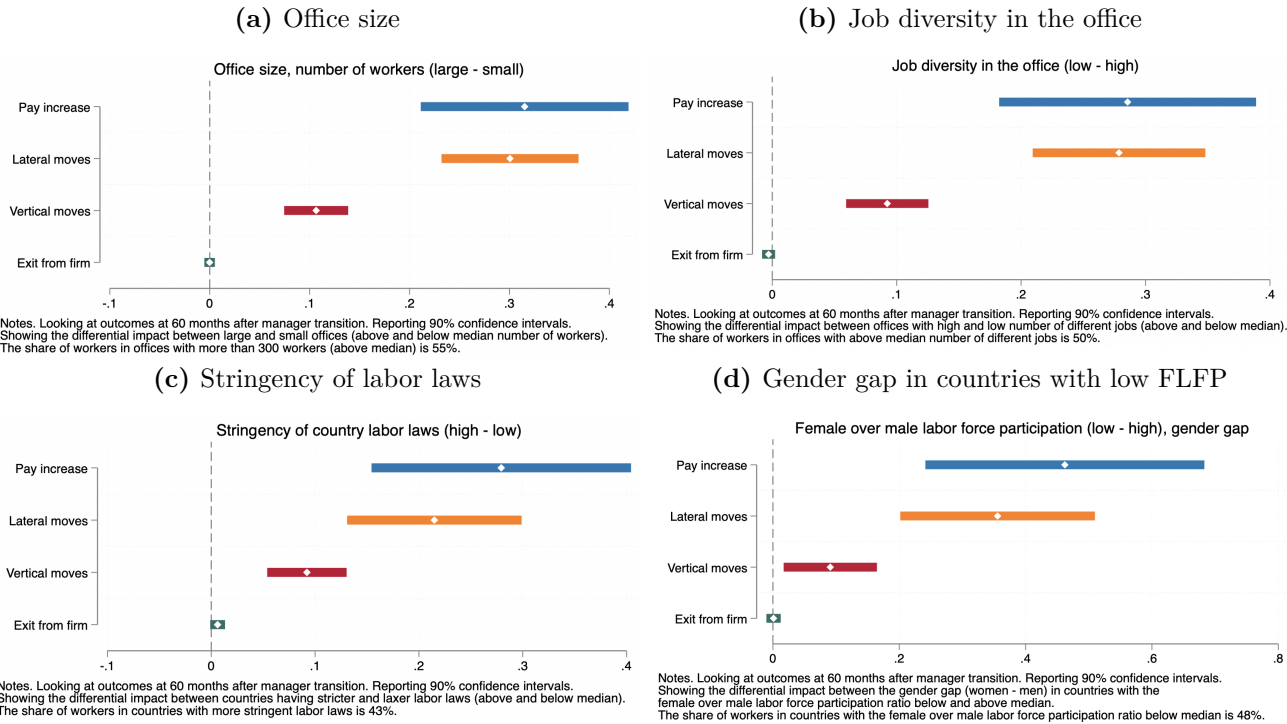 (a) Office size
Office size, number of workers (large - small)
Pay increase
Lateral moves
Vertical moves
Exit from firm
-.1 0 .1 .2 .3 .4
Notes. Looking at outcomes at 60 months after manager transition. Reporting 90% confidence intervals.
Showing the differential impact between large and small offices (above and below median number of workers).
The share of workers in offices with more than 300 workers (above median) is 55%.
(b) Job diversity in the office
Job diversity in the office (low - high)
Pay increase
Lateral moves
Vertical moves
Exit from firm
0 .1 .2 .3 .4
Notes. Looking at outcomes at 60 months after manager transition. Reporting 90% confidence intervals.
Showing the differential impact between offices with high and low number of different jobs (above and below median).
The share of workers in offices with above median number of different jobs is 50%.
(c) Stringency of labor laws
Stringency of country labor laws (high - low)
Pay increase
Lateral moves
Vertical moves
Exit from firm
-.1 0 .1 .2 .3 .4
Notes. Looking at outcomes at 60 months after manager transition. Reporting 90% confidence intervals.
Showing the differential impact between countries having stricter and laxer labor laws (above and below median).
The share of workers in countries with more stringent labor laws is 43%.
(d) Gender gap in countries with low FLFP
Female over male labor force participation (low - high), gender gap
Pay increase
Lateral moves
Vertical moves
Exit from firm
0 .2 .4 .6 .8
Notes. Looking at outcomes at 60 months after manager transition. Reporting 90% confidence intervals.
Showing the differential impact between the gender gap (women - men) in countries with the
female over male labor force participation ratio below and above median.
The share of workers in countries with the female over male labor force participation ratio below median is 48%.